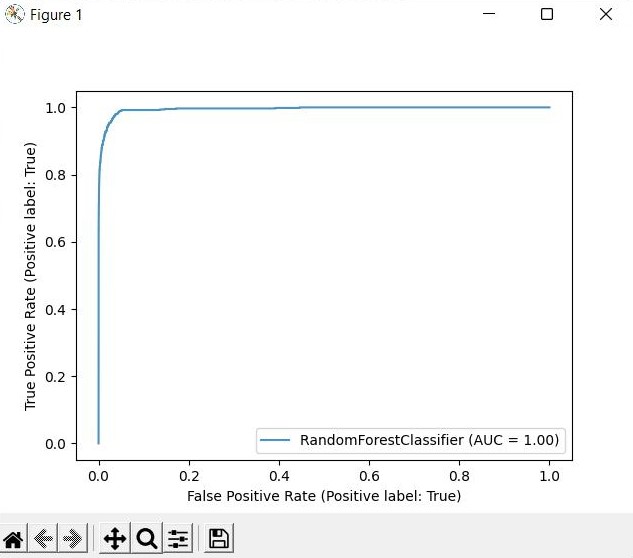 Figure 1
1.0
0.8
0.6
0.4
0.2
0.0
True Positive Rate (Positive label: True)
RandomForestClassifier (AUC = 1.00)
0.0 0.2 0.4 0.6 0.8 1.0
False Positive Rate (Positive label: True)